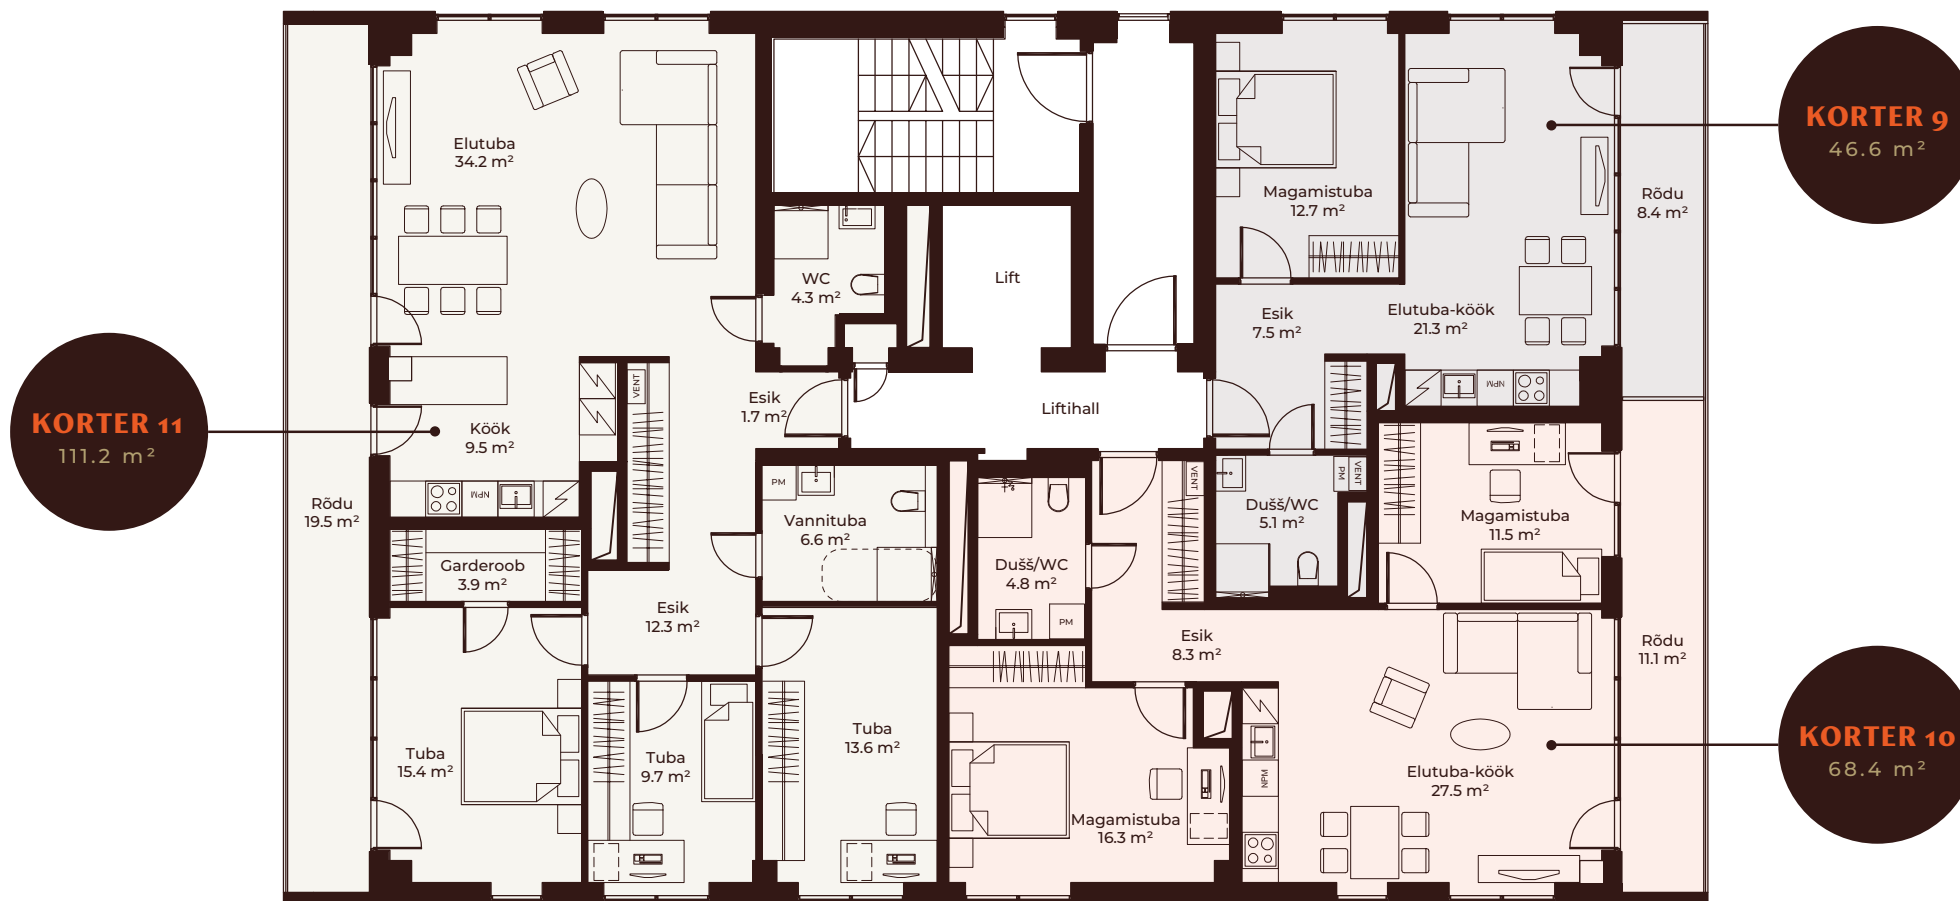 KORTER 11
111.2 m²
Elutuba
34.2 m²
Köök
9.5 m²
NPM
VENT
Rõdu
19.5 m²
Garderoob
3.9 m²
Tuba
15.4 m²
Esik
12.3 m²
Tuba
9.7 m²
Tuba
13.6 m²
Vannituba
6.6 m²
PM
Esik
1.7 m²
WC
4.3 m²
Lift
Liftihall
KORTER 9
46.6 m²
Magamistuba
12.7 m²
Esik
7.5 m²
Elutuba-köök
21.3 m²
NPM
Rõdu
8.4 m²
Dušš/WC
5.1 m²
PM
VENT
KORTER 10
68.4 m²
Magamistuba
11.5 m²
Rõdu
11.1 m²
VENT
Dušš/WC
4.8 m²
PM
Esik
8.3 m²
Magamistuba
16.3 m²
Elutuba-köök
27.5 m²
NPM